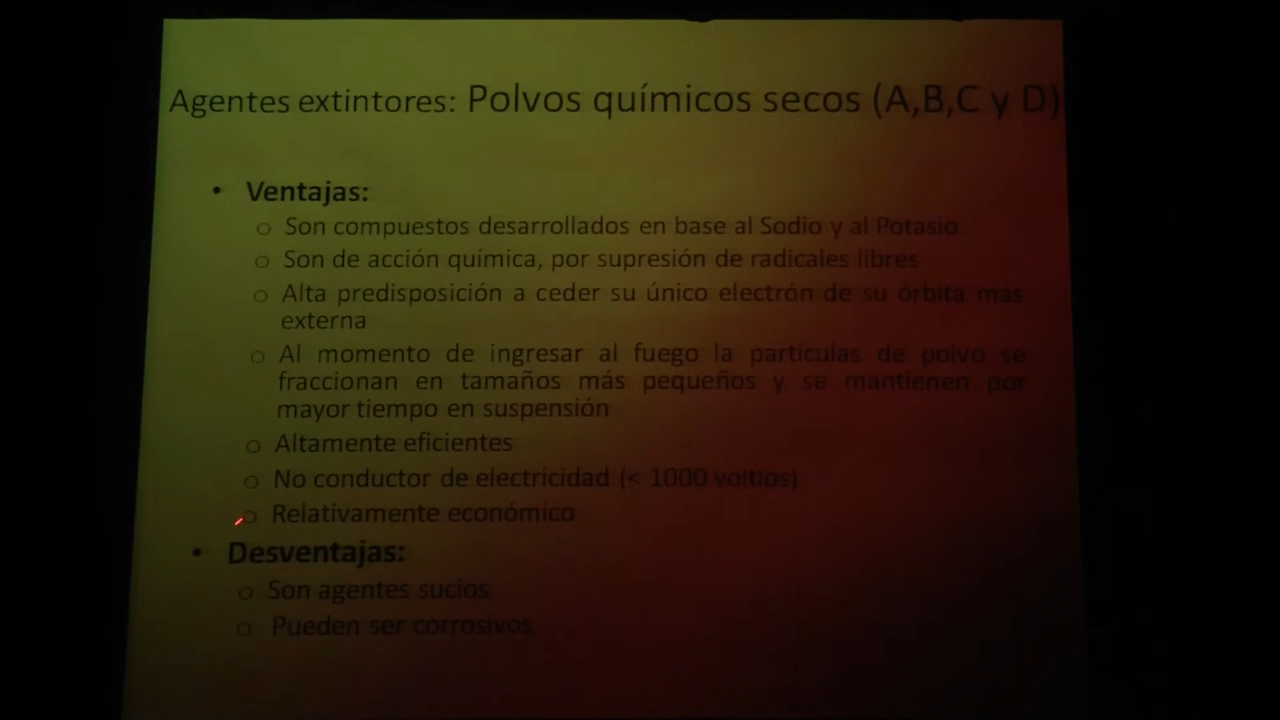 Agentes extintores: Polvos químicos secos (A,B,C y D)
• Ventajas:
o Son compuestos desarrollados en base al Sodio y al Potasio
o Son de acción química, por supresión de radicales libres
o Alta predisposición a ceder su único electrón de su órbita mas
externa
o Al momento de ingresar al fuego la partículas de polvo se
fraccionan en tamaños más pequeños y se mantienen por
mayor tiempo en suspensión
o Altamente eficientes
o No conductor de electricidad (< 1000 voltios)
o Relativamente económico
• Desventajas:
o Son agentes sucios
o Pueden ser corrosivos